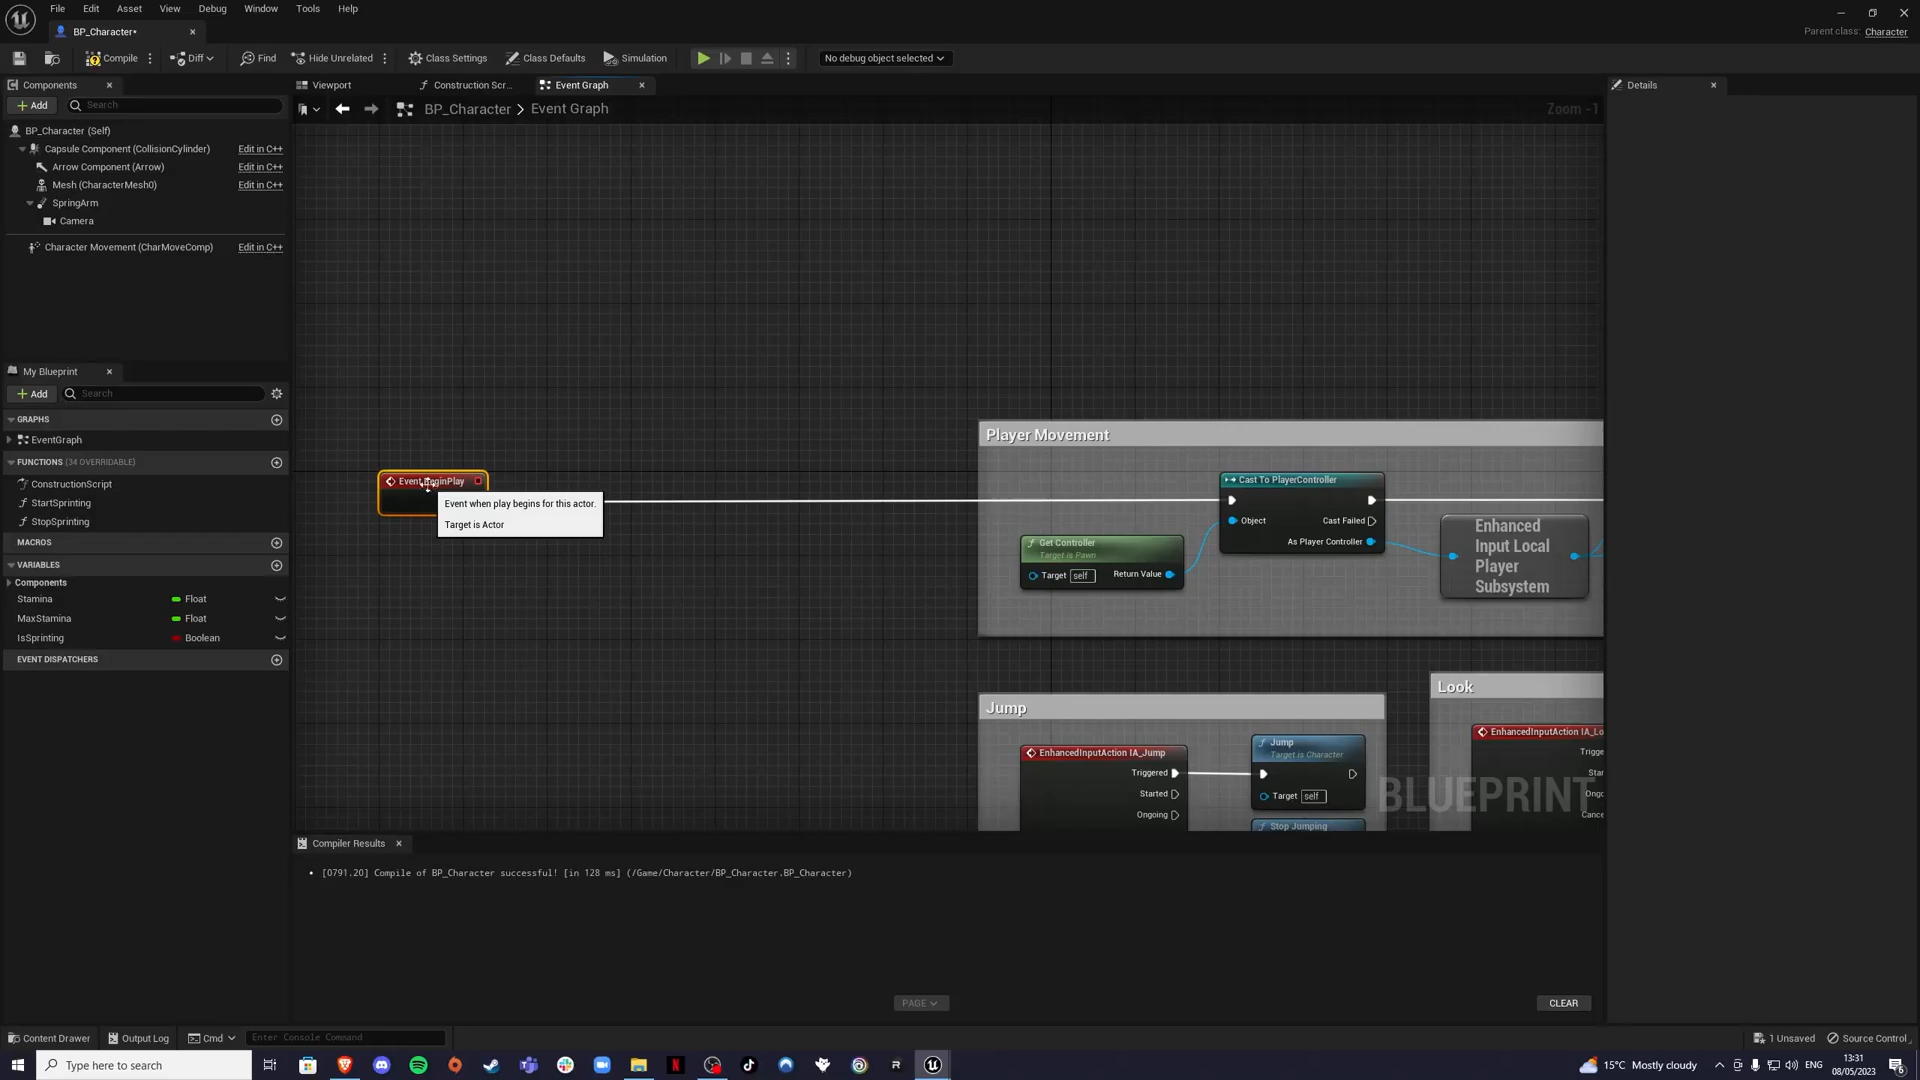 File Edit Asset View Debug Window Tools Help
BP_Character*
Parent class: Character
Compile Diff Find Hide Unrelated Class Settings Class Defaults Simulation No debug object selected
Components
Add Search
BP_Character (Self)
Capsule Component (CollisionCylinder) Edit in C++
Arrow Component (Arrow) Edit in C++
Mesh (CharacterMesh0) Edit in C++
SpringArm
Camera
Character Movement (CharMoveComp) Edit in C++
My Blueprint
Add Search
GRAPHS
EventGraph
FUNCTIONS (34 OVERRIDABLE)
ConstructionScript
StartSprinting
StopSprinting
MACROS
VARIABLES
Components
Stamina Float
MaxStamina Float
IsSprinting Boolean
EVENT DISPATCHERS
Viewport Construction Scr... Event Graph
BP_Character > Event Graph
Zoom -1
Event BeginPlay
Event when play begins for this actor.
Target is Actor
Player Movement
Cast To PlayerController
Object Cast Failed
As Player Controller
Get Controller
Target is Pawn
Target self Return Value
Enhanced
Input Local
Player
Subsystem
Jump
EnhancedInputAction IA_Jump
Triggered
Started
Ongoing
Jump
Target is Character
Target self
Stop Jumping
Look
EnhancedInputAction IA_Lo
Trigge
Star
Ongo
Cance
BLUEPRINT
Compiler Results
[0791.20] Compile of BP_Character successful! [in 128 ms] (/Game/Character/BP_Character.BP_Character)
PAGE
CLEAR
Details
Content Drawer Output Log Cmd Enter Console Command
1 Unsaved Source Control
Type here to search
15°C Mostly cloudy ENG
13:31
08/05/2023
6